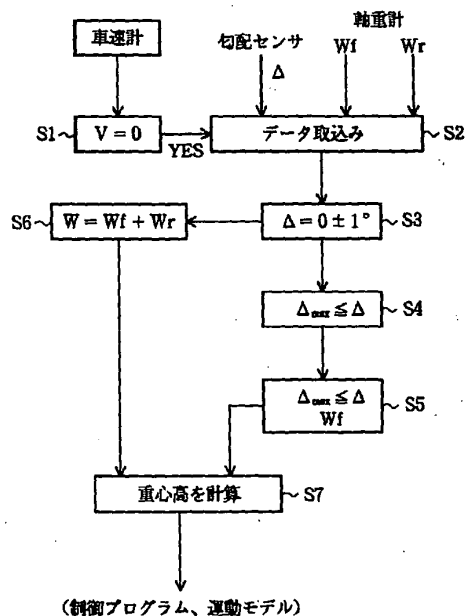 車速計
勾配センサ
Δ
軸重計
Wf Wr
S1 V = 0
YES
データ取込み S2
S6 W = Wf + Wr
Δ = 0 ± 1° S3
Δmax ≦ Δ S4
Δmax ≦ Δ
Wf S5
重心高を計算 S7
(制御プログラム、運動モデル)